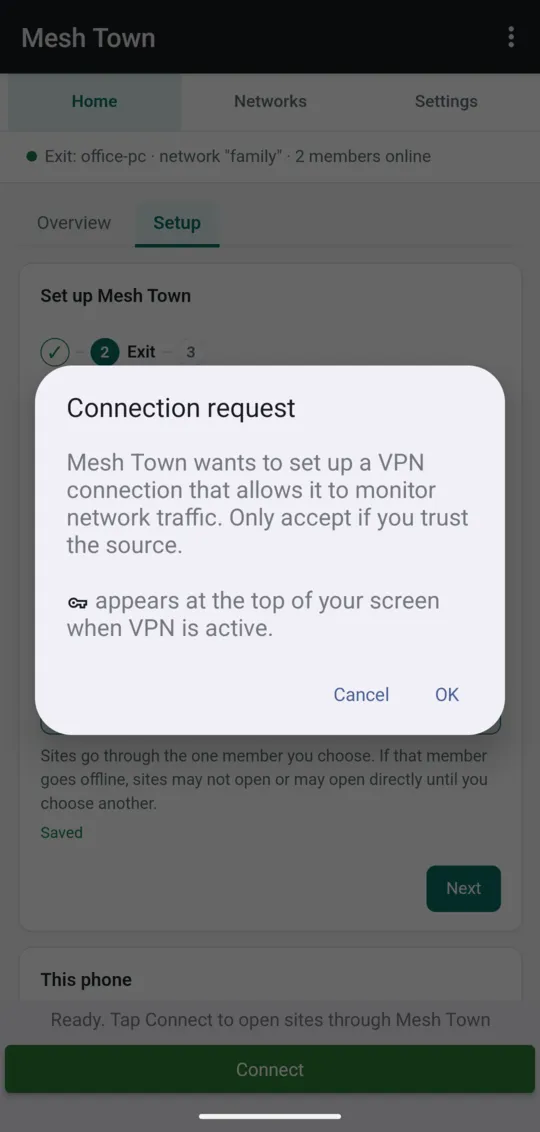 Mesh Town
Home
Networks
Settings
Exit: office-pc · network "family" · 2 members online
Overview
Setup
Set up Mesh Town
✓
2
Exit
3
Connection request
Mesh Town wants to set up a VPN
connection that allows it to monitor
network traffic. Only accept if you trust
the source.
appears at the top of your screen
when VPN is active.
Cancel
OK
Sites go through the one member you choose. If that member
goes offline, sites may not open or may open directly until you
choose another.
Saved
Next
This phone
Ready. Tap Connect to open sites through Mesh Town
Connect